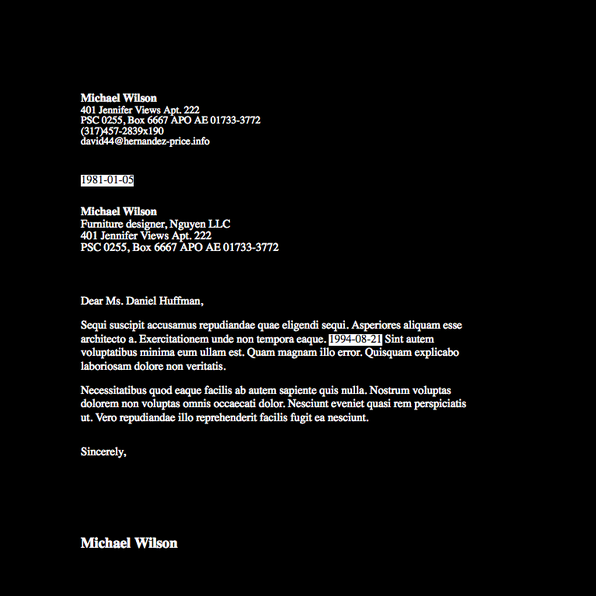 Michael Wilson
401 Jennifer Views Apt. 222
PSC 0255, Box 6667 APO AE 01733-3772
(317)457-2839x190
david44@hernandez-price.info
1981-01-05
Michael Wilson
Furniture designer, Nguyen LLC
401 Jennifer Views Apt. 222
PSC 0255, Box 6667 APO AE 01733-3772
Dear Ms. Daniel Huffman,
Sequi suscipit accusamus repudiandae quae eligendi sequi. Asperiores aliquam esse
architecto a. Exercitationem unde non tempora eaque. 1994-08-21 Sint autem
voluptatibus minima eum ullam est. Quam magnam illo error. Quisquam explicabo
laboriosam dolore non veritatis.
Necessitatibus quod eaque facilis ab autem sapiente quis nulla. Nostrum voluptas
dolorem non voluptas omnis occaecati dolor. Nesciunt eveniet quasi rem perspiciatis
ut. Vero repudiandae illo reprehenderit facilis fugit ea nesciunt.
Sincerely,
Michael Wilson